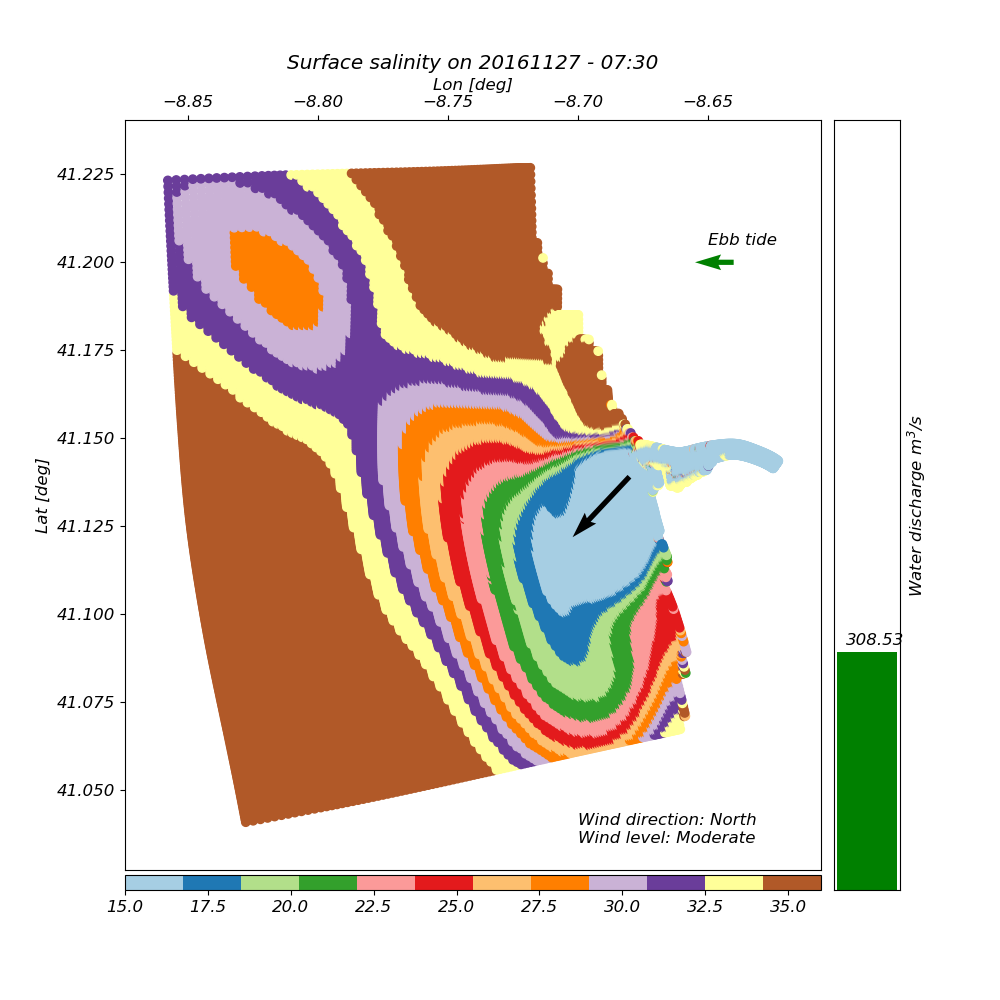 Surface salinity on 20161127 - 07:30
Lon [deg]
−8.85 −8.80 −8.75 −8.70 −8.65
41.225
41.200
41.175
41.150
41.125
41.100
41.075
41.050
Lat [deg]
Ebb tide
Wind direction: North
Wind level: Moderate
15.0 17.5 20.0 22.5 25.0 27.5 30.0 32.5 35.0
308.53
Water discharge m³/s